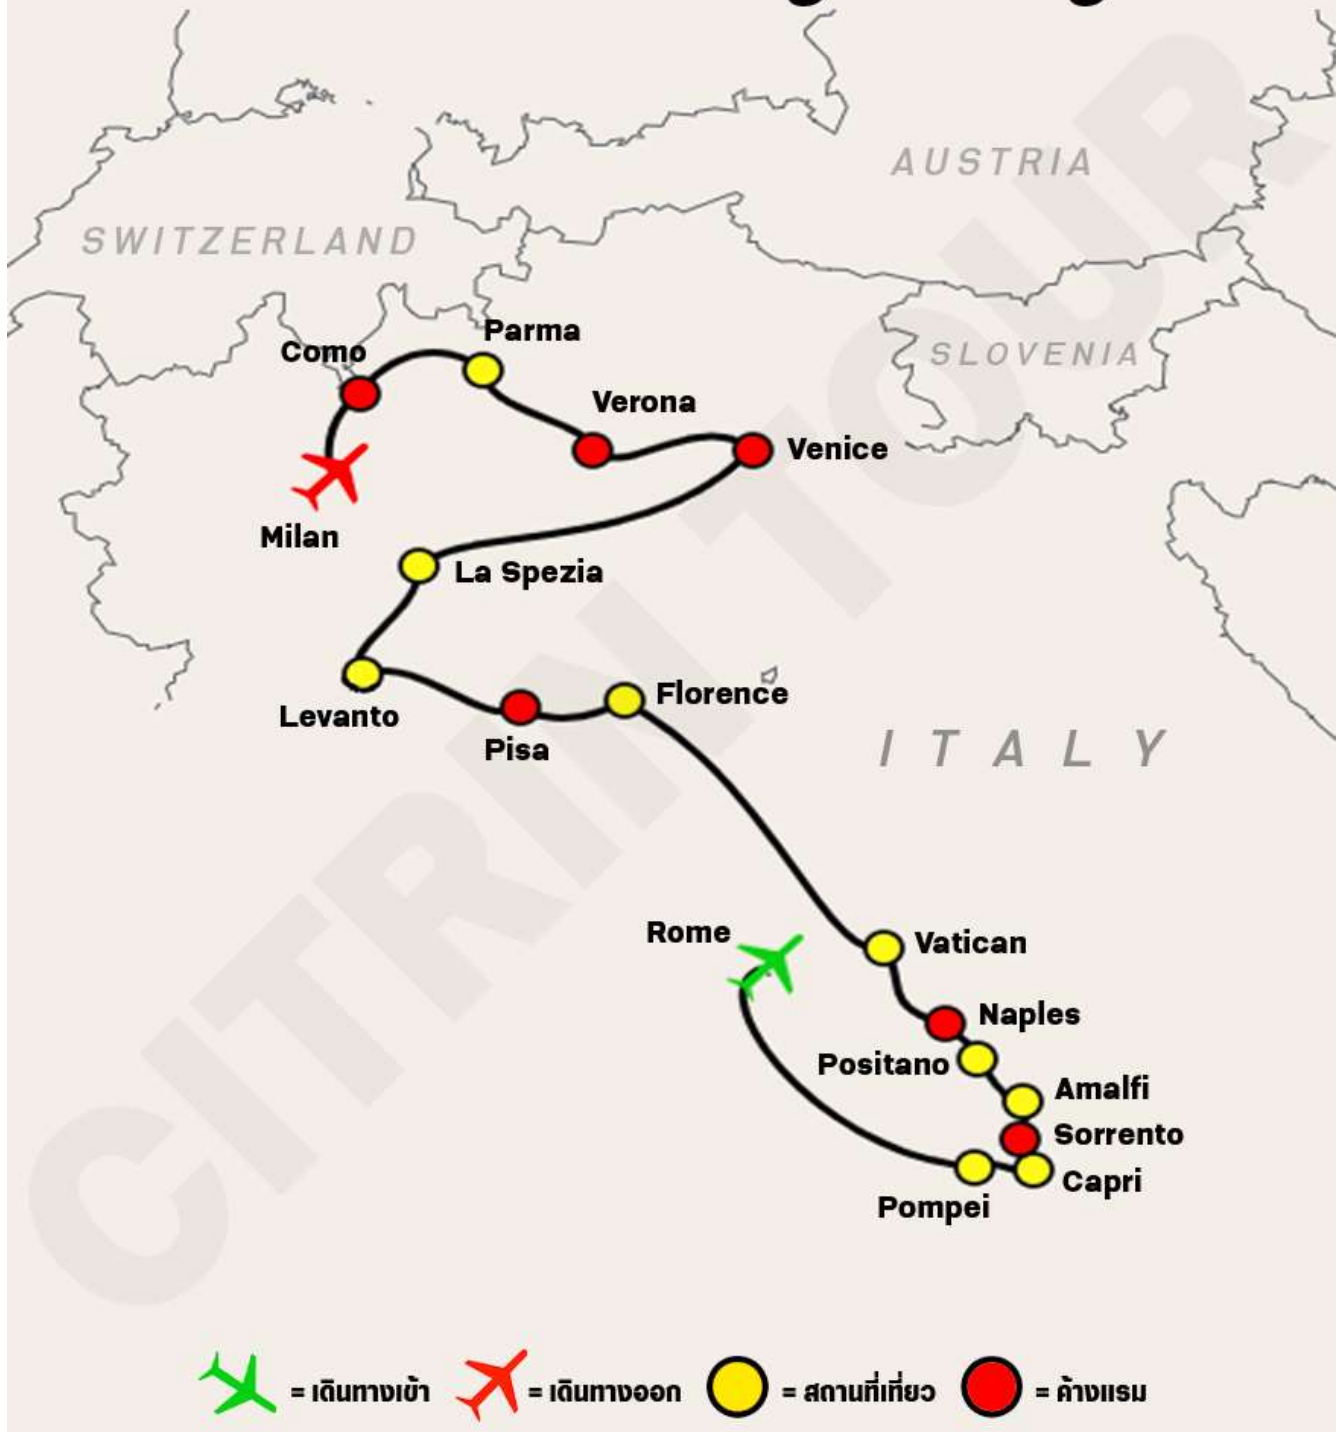 AUSTRIA
SWITZERLAND
Parma
Como
SLOVENIA
Verona
Venice
Milan
La Spezia
Florence
Levanto
Pisa
ITALY
Rome
Vatican
Naples
Positano
Amalfi
Sorrento
Capri
Pompei
CITRIN TOUR
= เดินทางเข้า = เดินทางออก = สถานที่เที่ยว = ค้างแรม